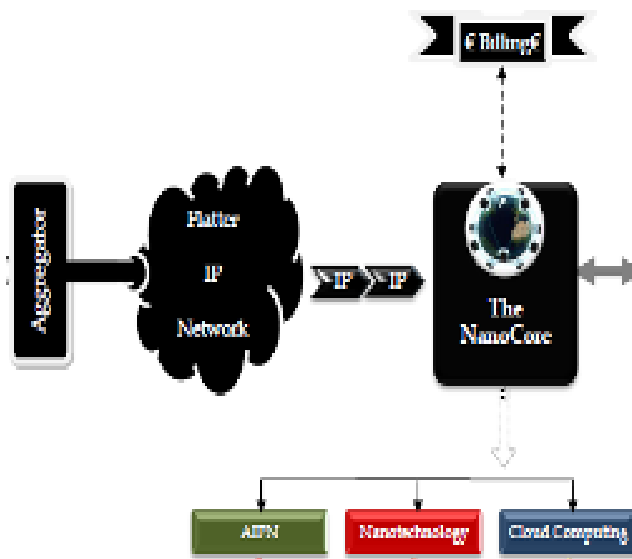 € Billing€
Aggregator
Flatter
IP
Network
IP
IP
The
NanoCore
AIPN
Nanotechnology
Cloud Computing